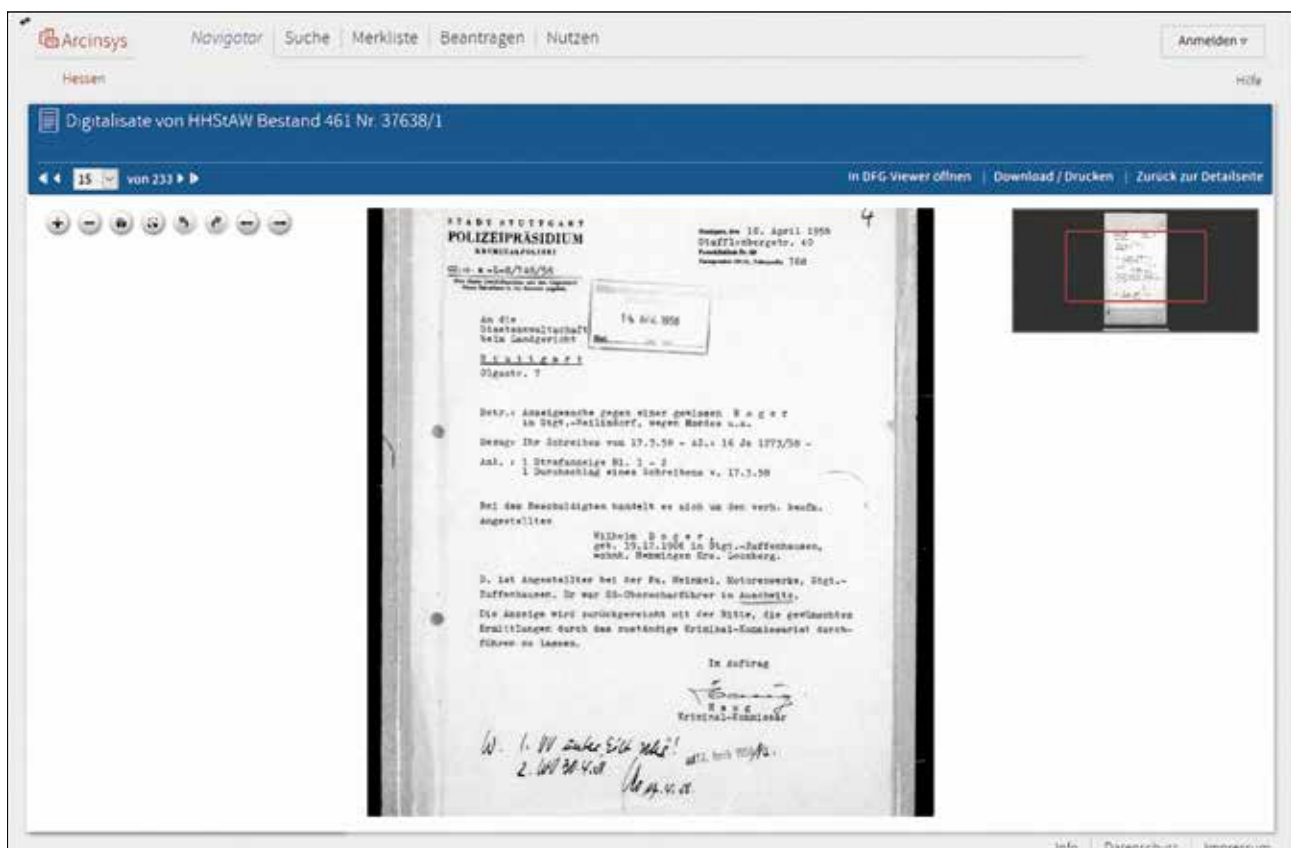 Arcinsys
Navigator Suche Merkliste Beantragen Nutzen
Anmelden
Hessen
Hilfe
Digitalisate von HHStAW Bestand 461 Nr. 37638/1
15 von 233
In DFG-Viewer öffnen | Download / Drucken | Zurück zur Detailseite
4
STADT STUTTGART
POLIZEIPRÄSIDIUM
KRIMINALPOLIZEI
10. April 1958
Stafflenbergstr. 40
An die
Staatsanwaltschaft
beim Landgericht
Stuttgart
Olgastr. 7
Betr.: Anzeigesache gegen einen gewissen Boger
in Stgt.-Heilindorf, wegen Mordes u.a.
Bezug: Ihr Schreiben vom 17.3.58 - AZ.: 16 Js 1273/58 -
Anl. : 1 Strafanzeige Bl. 1 - 2
1 Durchschlag eines Schreibens v. 17.3.58
Bei dem Beschuldigten handelt es sich um den verh. kaufm.
Angestellten
Wilhelm Boger,
geb. 19.12.1906 in Stgt.-Zuffenhausen,
wohnh. Hemmingen Krs. Leonberg.
B. ist Angestellter bei der Fa. Heinkel, Motorenwerke, Stgt.-
Zuffenhausen. Er war SS-Oberscharführer in Auschwitz.
Die Anzeige wird zurückgereicht mit der Bitte, die gewünschten
Ermittlungen durch das zuständige Kriminal-Kommissariat durch-
führen zu lassen.
Im Auftrag
Haug
Kriminal-Kommissar
Info | Datenschutz | Impressum